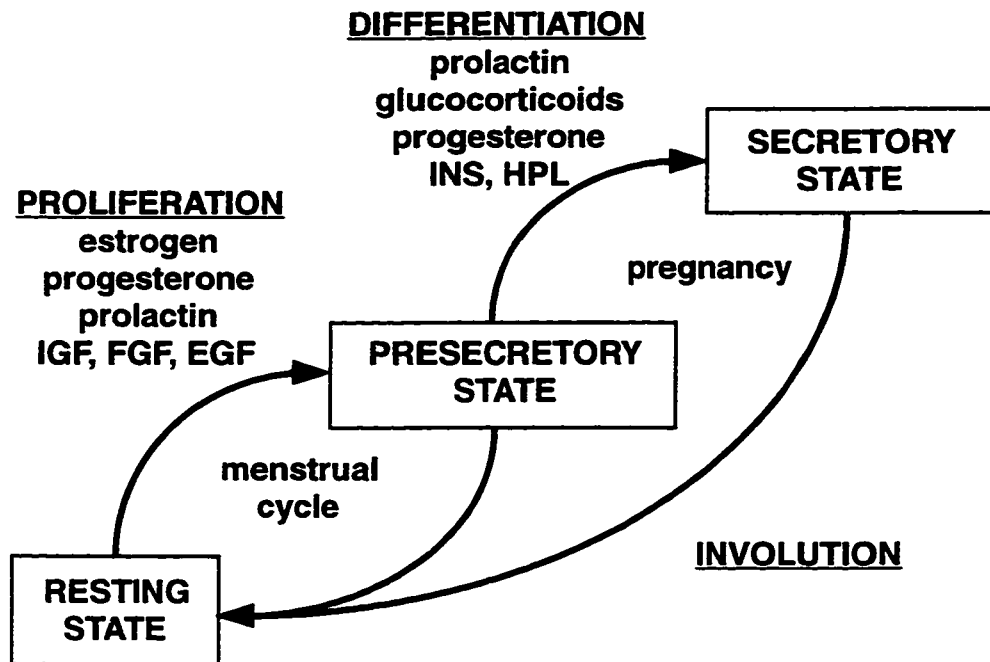 DIFFERENTIATION
prolactin
glucocorticoids
progesterone
INS, HPL
SECRETORY
STATE
PROLIFERATION
estrogen
progesterone
prolactin
IGF, FGF, EGF
pregnancy
PRESECRETORY
STATE
menstrual
cycle
INVOLUTION
RESTING
STATE